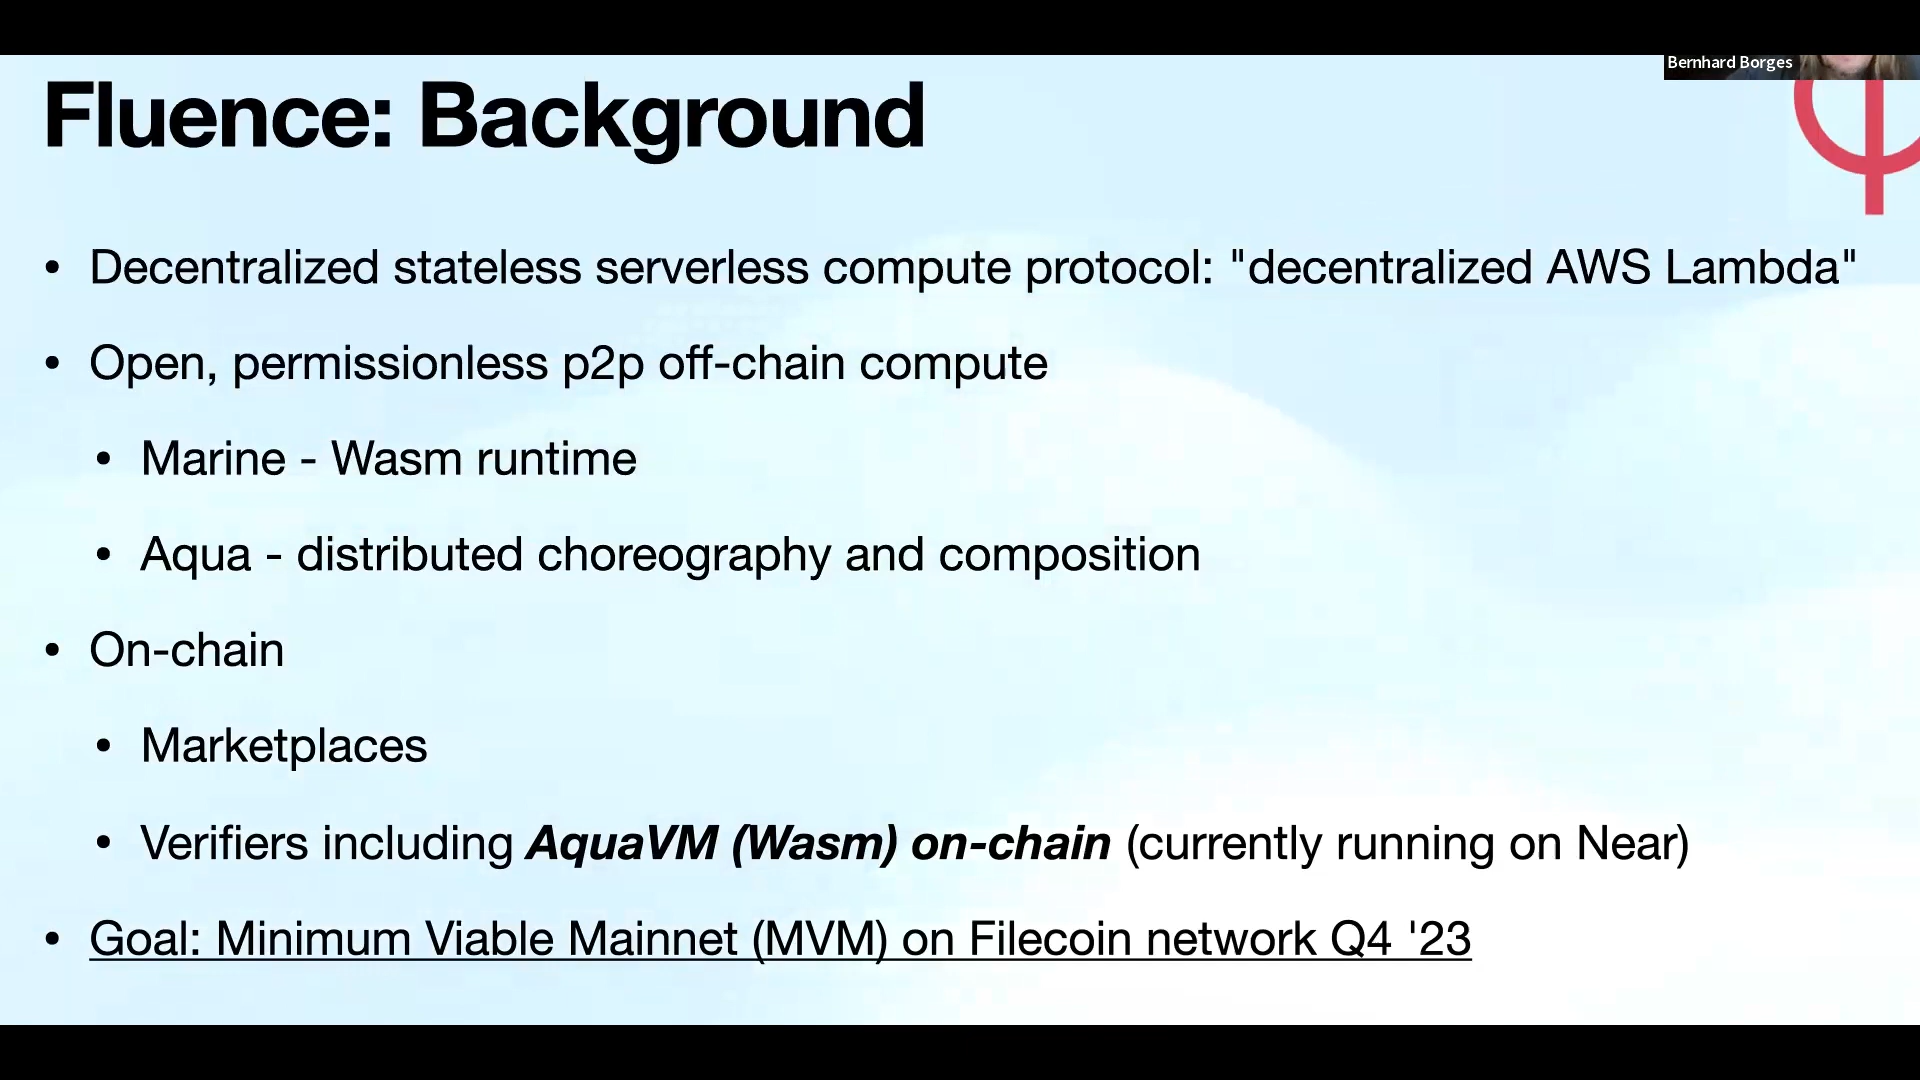 Bernhard Borges
Fluence: Background
• Decentralized stateless serverless compute protocol: "decentralized AWS Lambda"
• Open, permissionless p2p off-chain compute
• Marine - Wasm runtime
• Aqua - distributed choreography and composition
• On-chain
• Marketplaces
• Verifiers including AquaVM (Wasm) on-chain (currently running on Near)
• Goal: Minimum Viable Mainnet (MVM) on Filecoin network Q4 '23